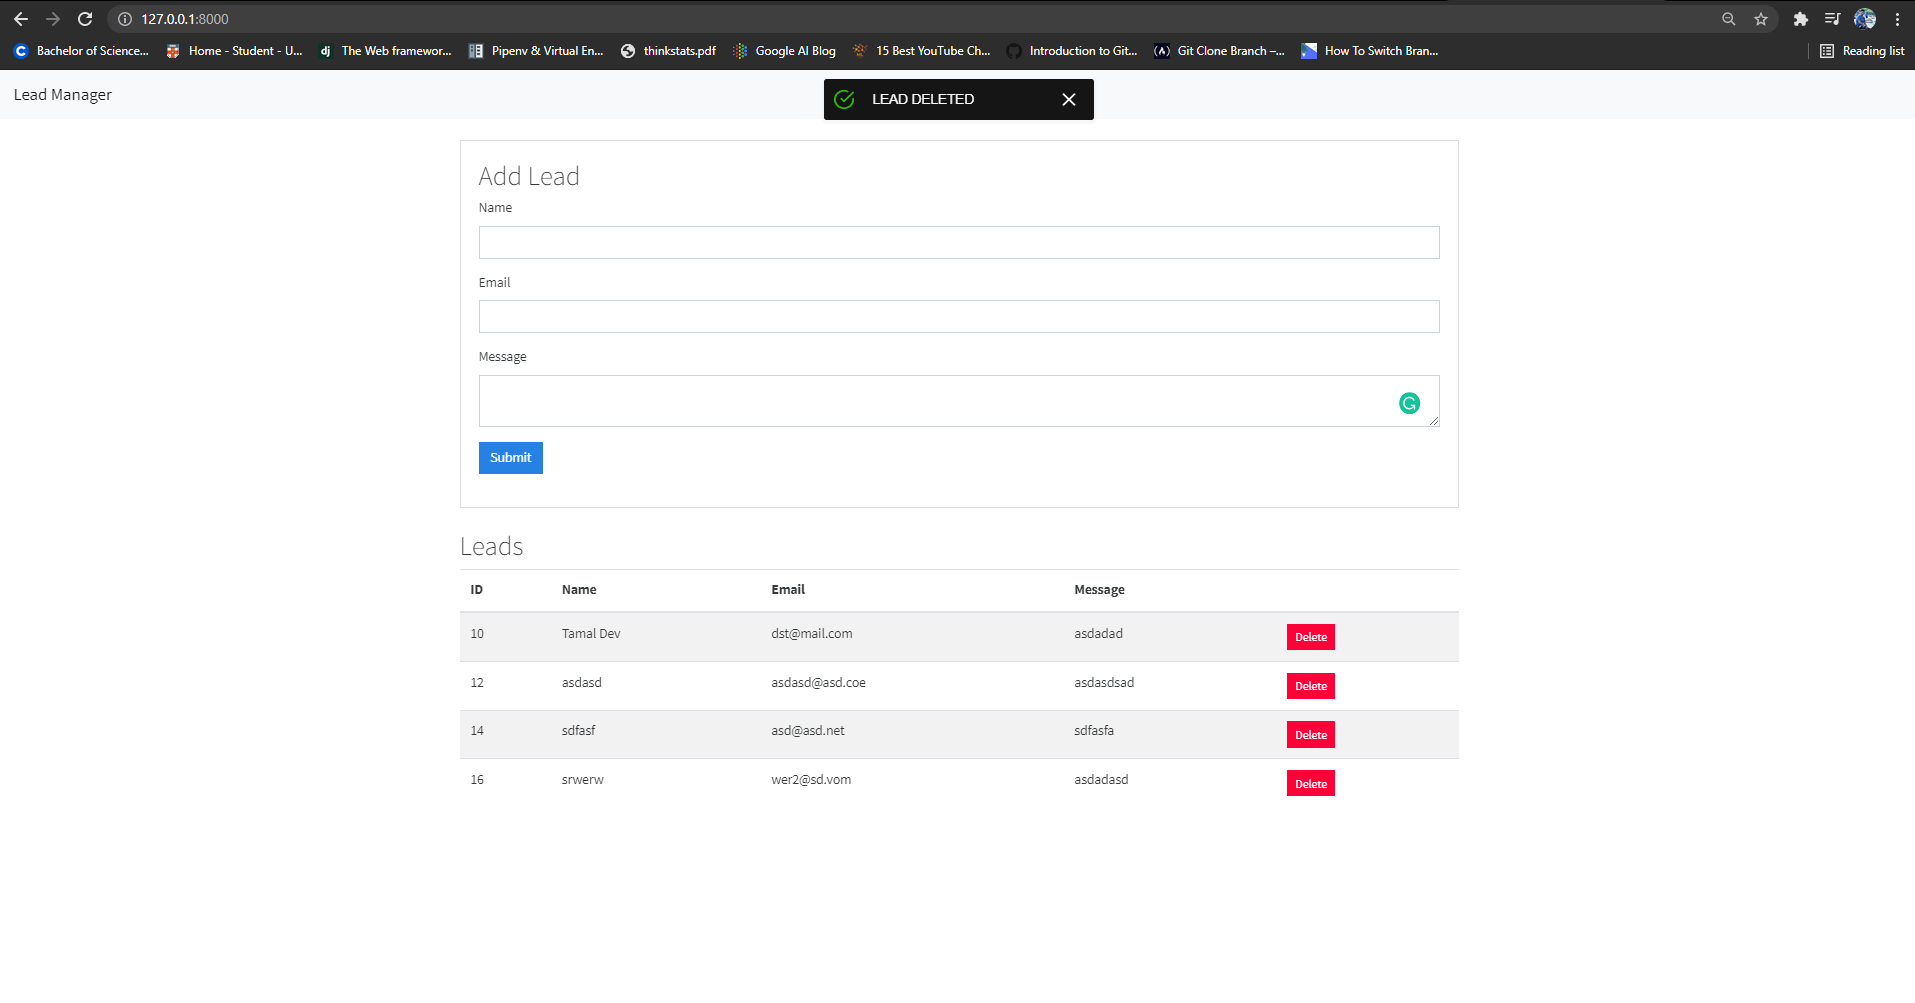 127.0.0.1:8000
Bachelor of Science... Home - Student - U... dj The Web framewor... Pipenv & Virtual En... thinkstats.pdf Google AI Blog 15 Best YouTube Ch... Introduction to Git... Git Clone Branch –... How To Switch Bran... Reading list
Lead Manager
LEAD DELETED
Add Lead
Name
Email
Message
Submit
Leads
ID Name Email Message
10 Tamal Dev dst@mail.com asdadad Delete
12 asdasd asdasd@asd.coe asdasdsad Delete
14 sdfasf asd@asd.net sdfasfa Delete
16 srwerw wer2@sd.vom asdadasd Delete